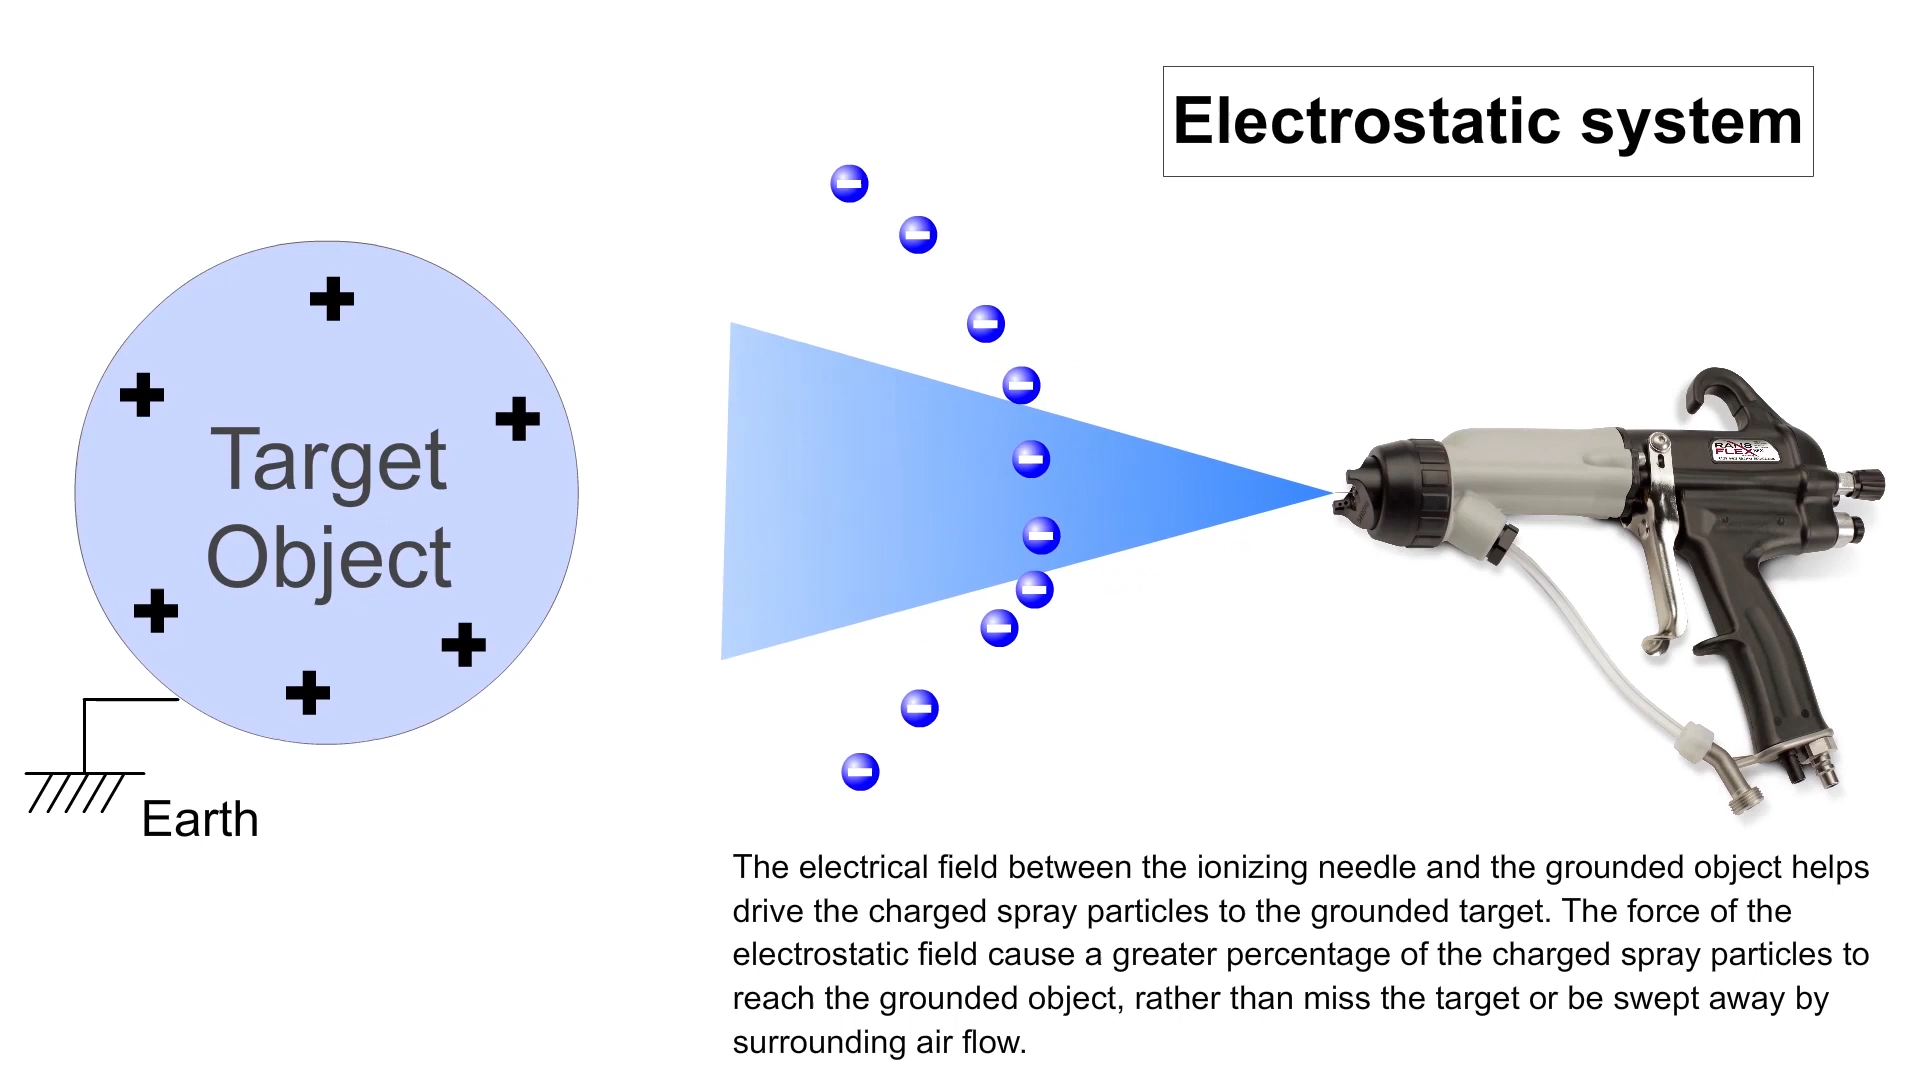 Electrostatic system
Target
Object
RANS
FLEX
Earth
The electrical field between the ionizing needle and the grounded object helps
drive the charged spray particles to the grounded target. The force of the
electrostatic field cause a greater percentage of the charged spray particles to
reach the grounded object, rather than miss the target or be swept away by
surrounding air flow.